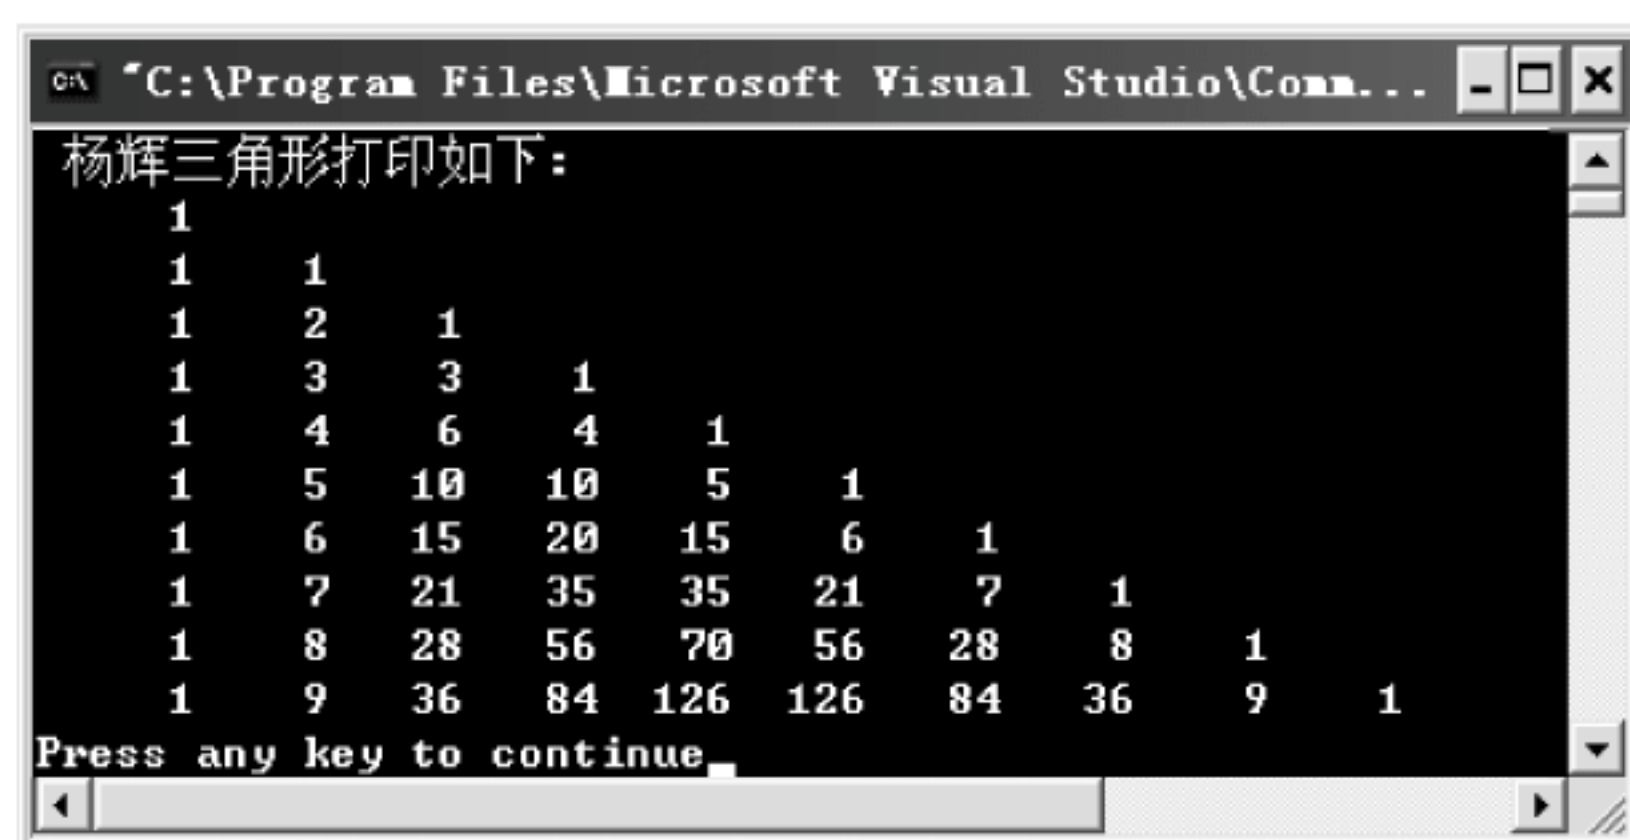 C:\ "C:\Program Files\Microsoft Visual Studio\Comm...
杨辉三角形打印如下:
1
1 1
1 2 1
1 3 3 1
1 4 6 4 1
1 5 10 10 5 1
1 6 15 20 15 6 1
1 7 21 35 35 21 7 1
1 8 28 56 70 56 28 8 1
1 9 36 84 126 126 84 36 9 1
Press any key to continue_